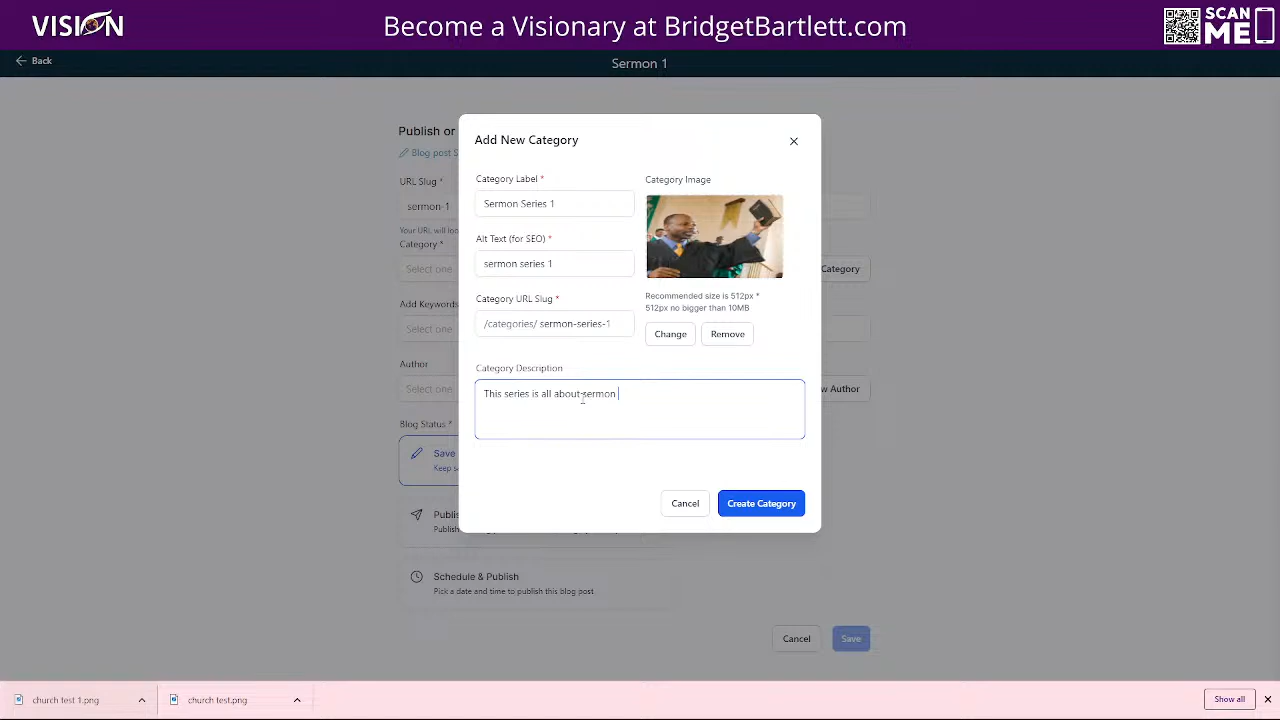 VISION
Become a Visionary at BridgetBartlett.com
SCAN
ME
Back
Sermon 1
Publish or
Blog post S
URL Slug *
sermon-1
Your URL will loo
Category *
Select one
Category
Add Keywords
Select one
Author
Select one
w Author
Blog Status *
Save
Keep sa
Publis
Publish
Schedule & Publish
Pick a date and time to publish this blog post
Cancel
Save
Add New Category
Category Label *
Sermon Series 1
Alt Text (for SEO) *
sermon series 1
Category URL Slug *
/categories/ sermon-series-1
Category Image
Recommended size is 512px *
512px no bigger than 10MB
Change
Remove
Category Description
This series is all about sermon
Cancel
Create Category
church test 1.png
church test.png
Show all